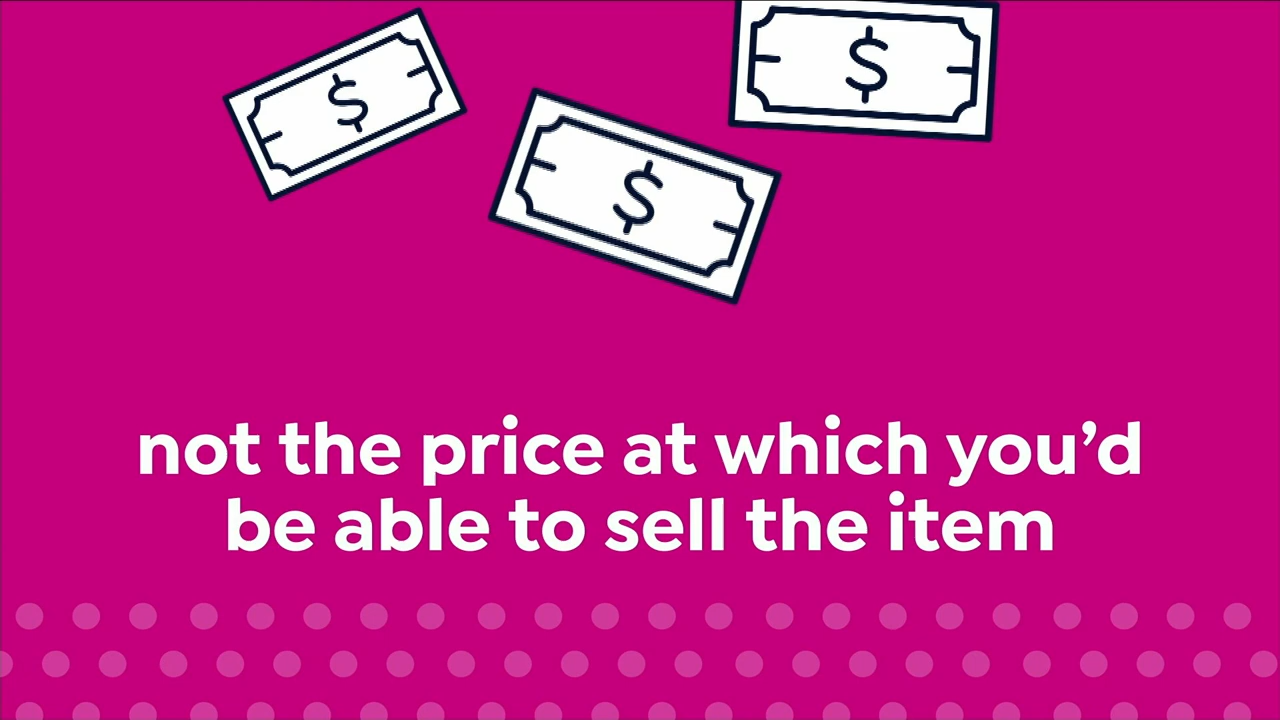 $
$
$
not the price at which you’d
be able to sell the item